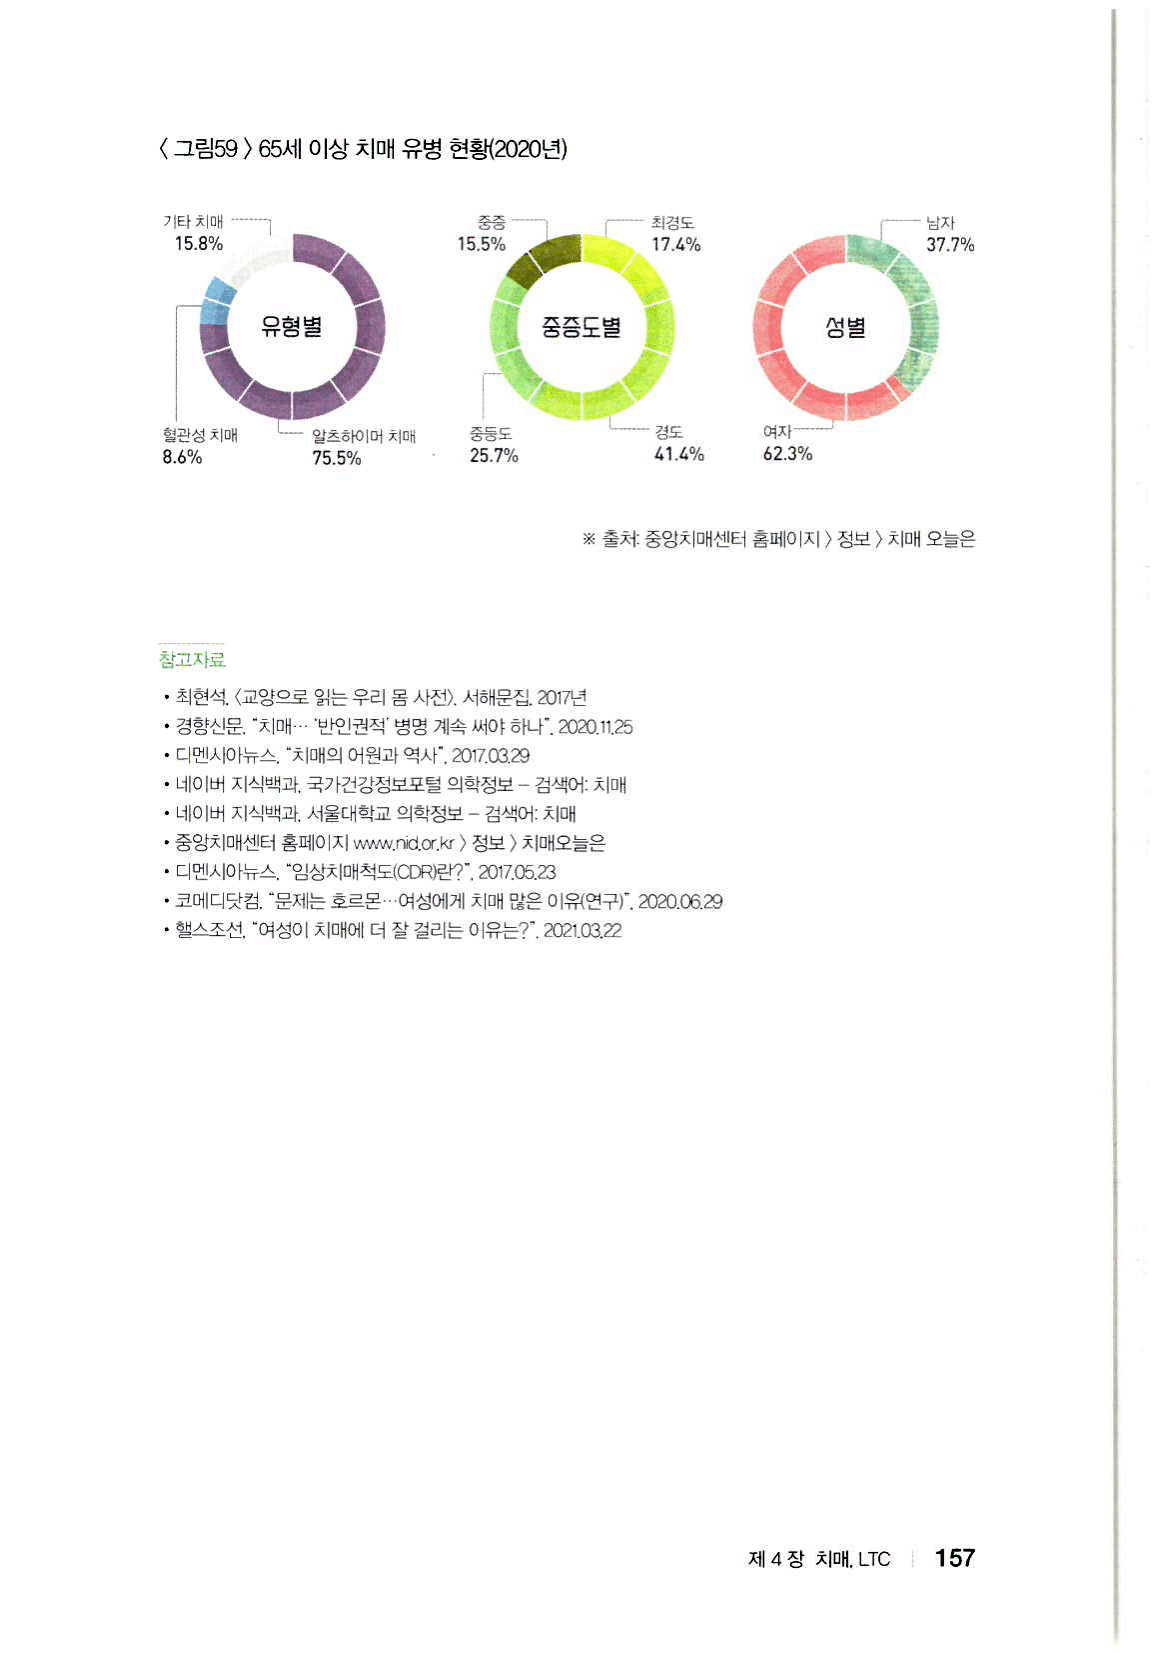 〈 그림59 〉 65세 이상 치매 유병 현황(2020년)
기타 치매
15.8%
유형별
혈관성 치매
8.6%
알츠하이머 치매
75.5%
중증
15.5%
최경도
17.4%
중증도별
중등도
25.7%
경도
41.4%
남자
37.7%
성별
여자
62.3%
※ 출처: 중앙치매센터 홈페이지 〉 정보 〉 치매 오늘은
참고자료
• 최현석, 〈교양으로 읽는 우리 몸 사전〉, 서해문집, 2017년
• 경향신문, “치매… ‘반인권적’ 병명 계속 써야 하나”, 2020.11.25
• 디멘시아뉴스, “치매의 어원과 역사”, 2017.03.29
• 네이버 지식백과, 국가건강정보포털 의학정보 – 검색어: 치매
• 네이버 지식백과, 서울대학교 의학정보 – 검색어: 치매
• 중앙치매센터 홈페이지 www.nid.or.kr 〉 정보 〉 치매오늘은
• 디멘시아뉴스, “임상치매척도(CDR)란?”, 2017.05.23
• 코메디닷컴, “문제는 호르몬…여성에게 치매 많은 이유(연구)”, 2020.06.29
• 헬스조선, “여성이 치매에 더 잘 걸리는 이유는?”, 2021.03.22
제 4 장 치매, LTC | 157